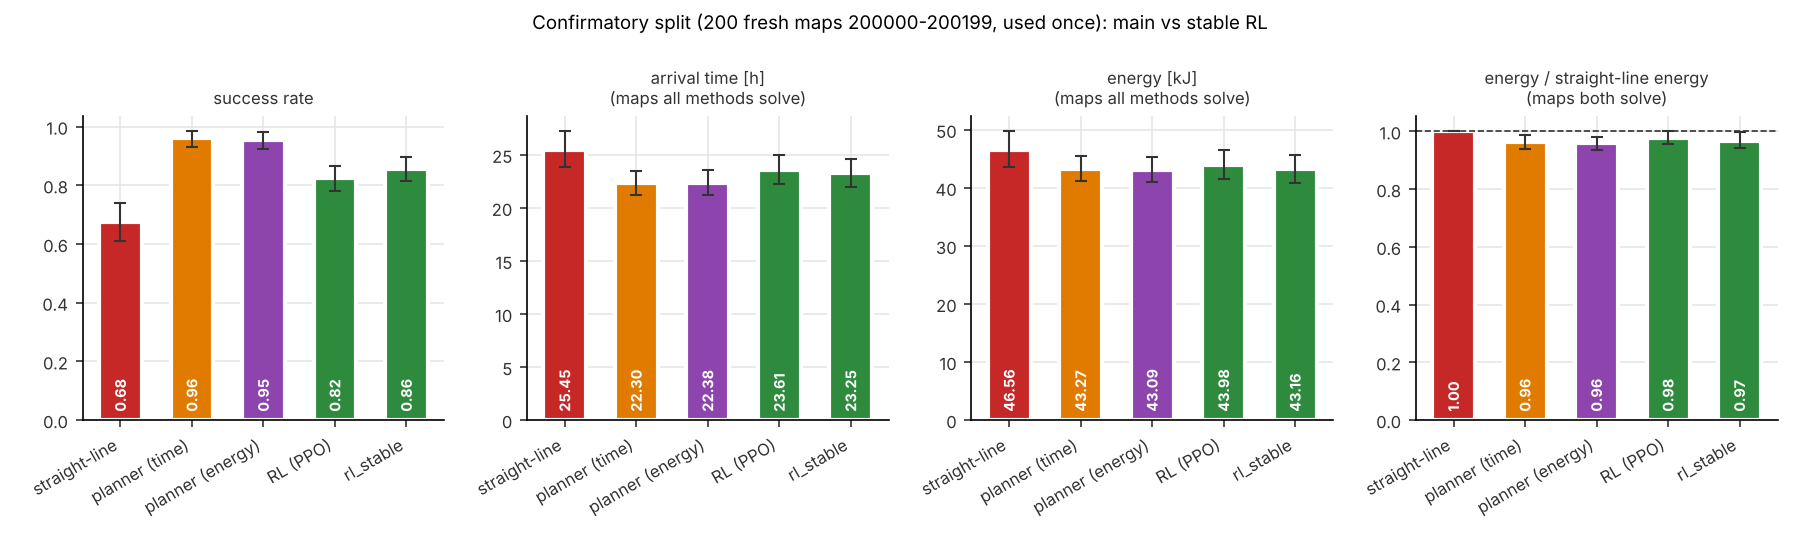 Confirmatory split (200 fresh maps 200000-200199, used once): main vs stable RL
success rate
1.0
0.8
0.6
0.4
0.2
0.0
0.68
0.96
0.95
0.82
0.86
straight-line
planner (time)
planner (energy)
RL (PPO)
rl_stable
arrival time [h]
(maps all methods solve)
25
20
15
10
5
0
25.45
22.30
22.38
23.61
23.25
straight-line
planner (time)
planner (energy)
RL (PPO)
rl_stable
energy [kJ]
(maps all methods solve)
50
40
30
20
10
0
46.56
43.27
43.09
43.98
43.16
straight-line
planner (time)
planner (energy)
RL (PPO)
rl_stable
energy / straight-line energy
(maps both solve)
1.0
0.8
0.6
0.4
0.2
0.0
1.00
0.96
0.96
0.98
0.97
straight-line
planner (time)
planner (energy)
RL (PPO)
rl_stable